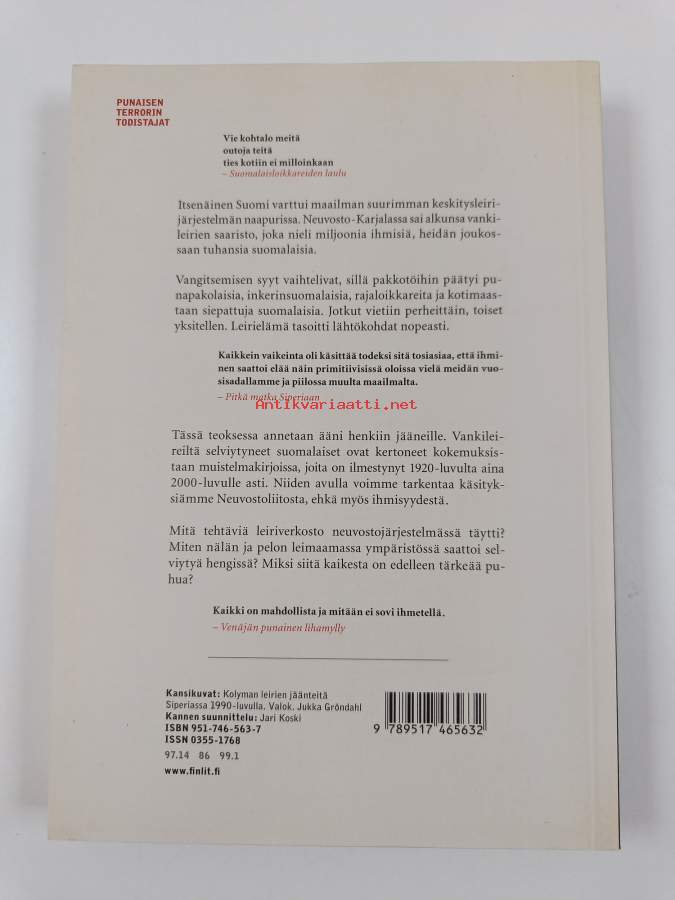 PUNAISEN
TERRORIN
TODISTAJAT
Vie kohtalo meitä
outoja teitä
ties kotiin ei milloinkaan
– Suomalaisloikkareiden laulu
Itsenäinen Suomi varttui maailman suurimman keskitysleiri-
järjestelmän naapurissa. Neuvosto-Karjalassa sai alkunsa vanki-
leirien saaristo, joka nieli miljoonia ihmisiä, heidän joukos-
saan tuhansia suomalaisia.
Vangitsemisen syyt vaihtelivat, sillä pakkotöihin päätyi pu-
napakolaisia, inkerinsuomalaisia, rajaloikkareita ja kotimaas-
taan siepattuja suomalaisia. Jotkut vietiin perheittäin, toiset
yksitellen. Leirielämä tasoitti lähtökohdat nopeasti.
Kaikkein vaikeinta oli käsittää todeksi sitä tosiasiaa, että ihmi-
nen saattoi elää näin primitiivisissä oloissa vielä meidän vuo-
sisadallamme ja piilossa muulta maailmalta.
– Pitkä matka Siperiaan
Antikvariaatti.net
Tässä teoksessa annetaan ääni henkiin jääneille. Vankilei-
reiltä selviytyneet suomalaiset ovat kertoneet kokemuksis-
taan muistelmakirjoissa, joita on ilmestynyt 1920-luvulta aina
2000-luvulle asti. Niiden avulla voimme tarkentaa käsityk-
siämme Neuvostoliitosta, ehkä myös ihmisyydestä.
Mitä tehtäviä leiriverkosto neuvostojärjestelmässä täytti?
Miten nälän ja pelon leimaamassa ympäristössä saattoi sel-
viytyä hengissä? Miksi siitä kaikesta on edelleen tärkeää pu-
hua?
Kaikki on mahdollista ja mitään ei sovi ihmetellä.
– Venäjän punainen lihamylly
Kansikuvat: Kolyman leirien jäänteitä
Siperiassa 1990-luvulla. Valok. Jukka Gröndahl
Kannen suunnittelu: Jari Koski
ISBN 951-746-563-7
ISSN 0355-1768
97.14 86 99.1
www.finlit.fi
9 789517 465632